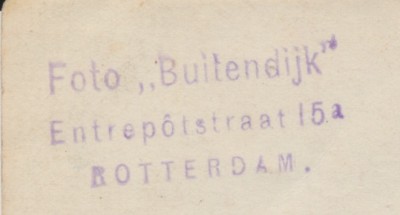 Foto „Buitendijk”
Entrepôtstraat 15a
ROTTERDAM.